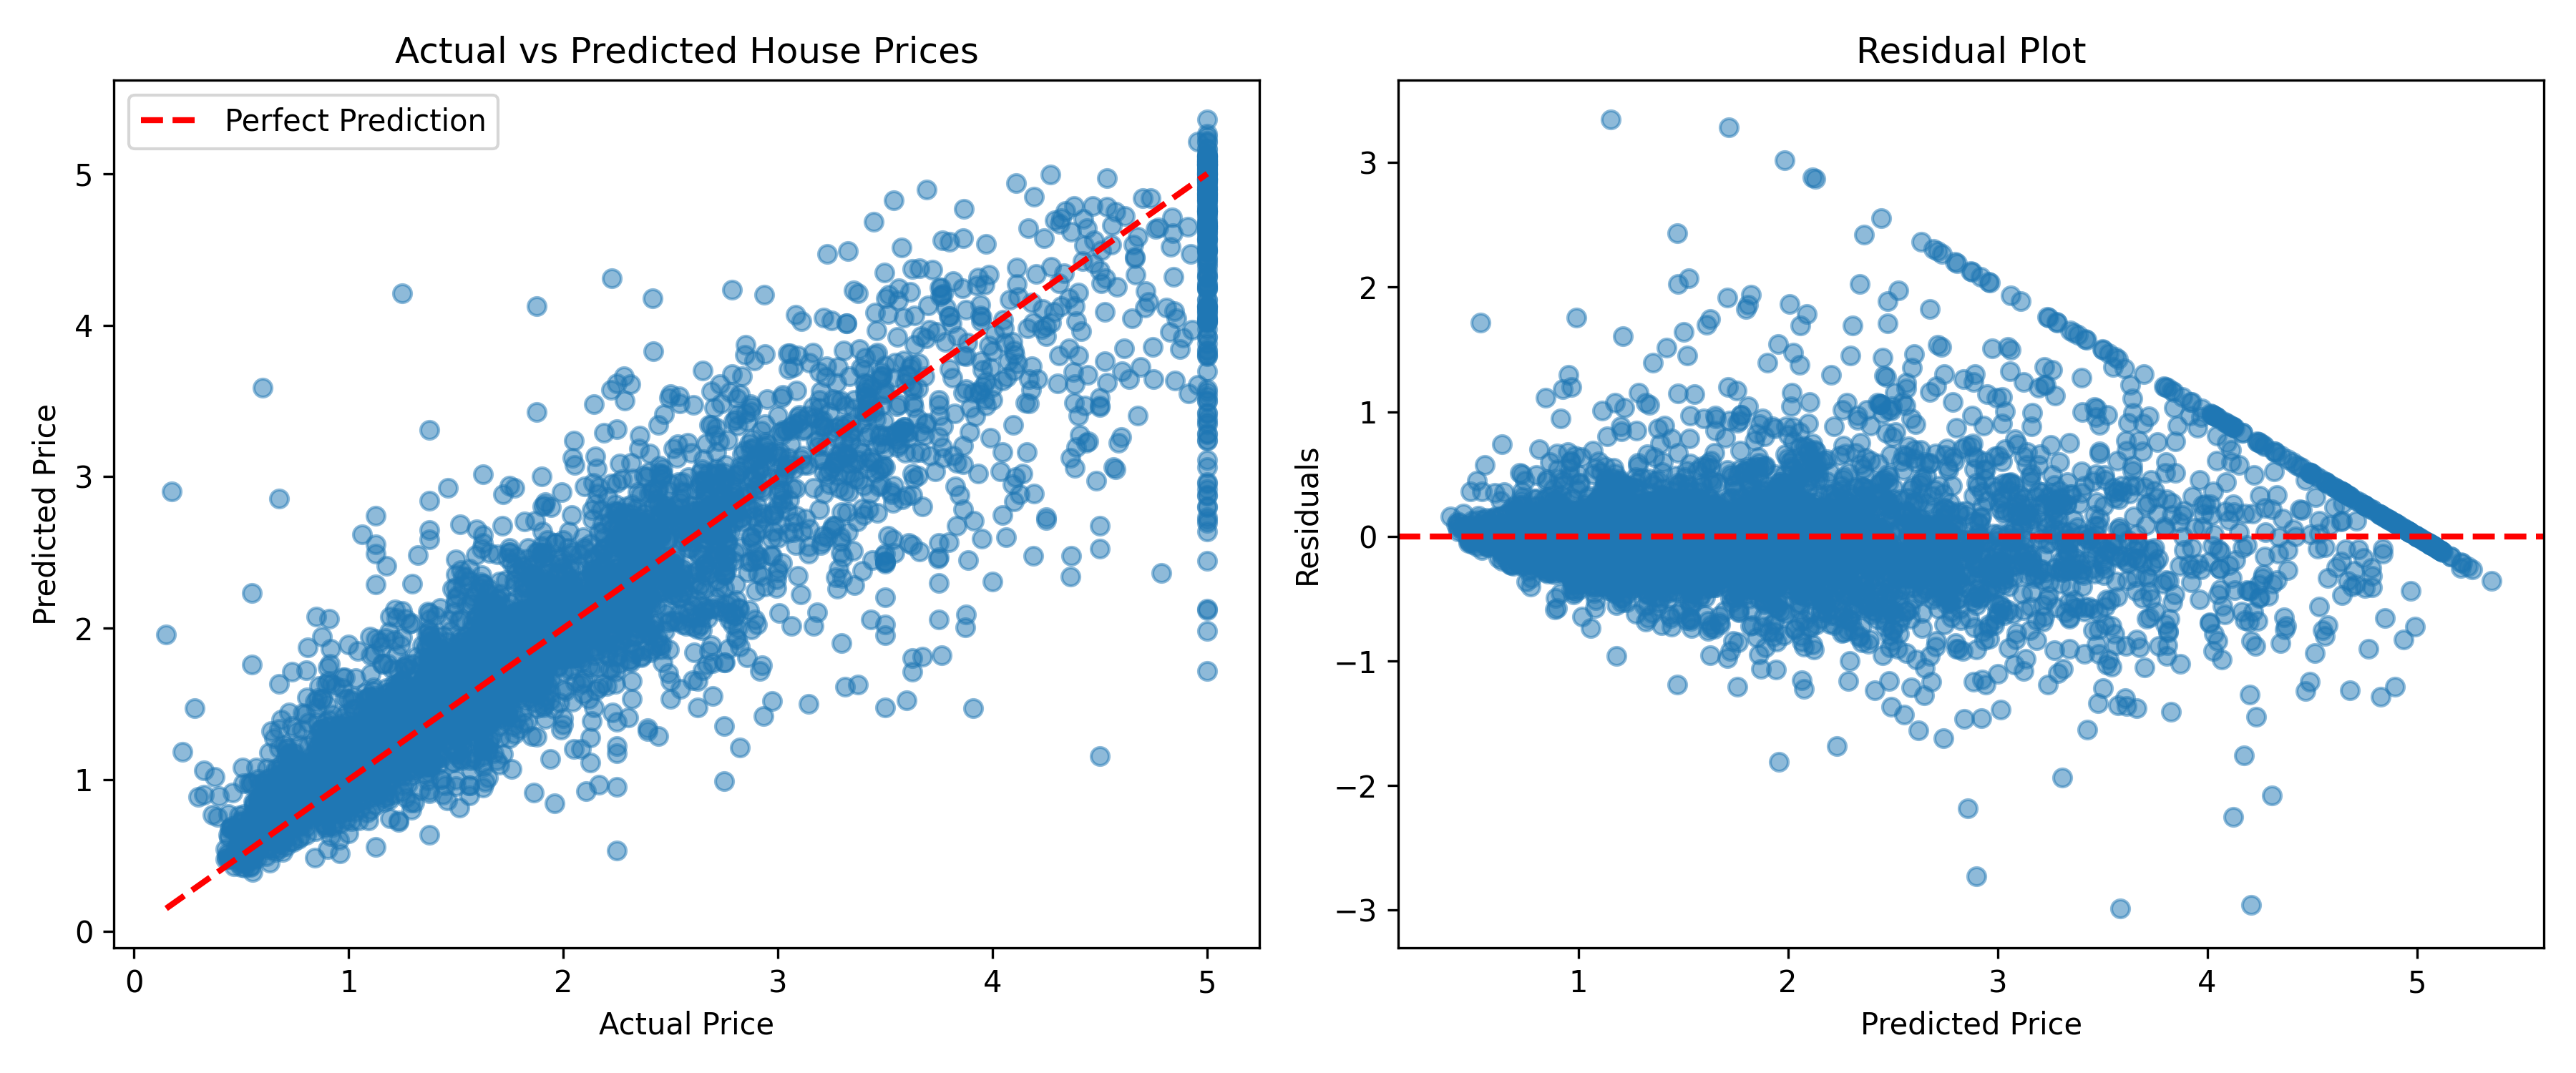 Actual vs Predicted House Prices
Perfect Prediction
Predicted Price
5
4
3
2
1
0
0 1 2 3 4 5
Actual Price
Residual Plot
Residuals
3
2
1
0
−1
−2
−3
1 2 3 4 5
Predicted Price